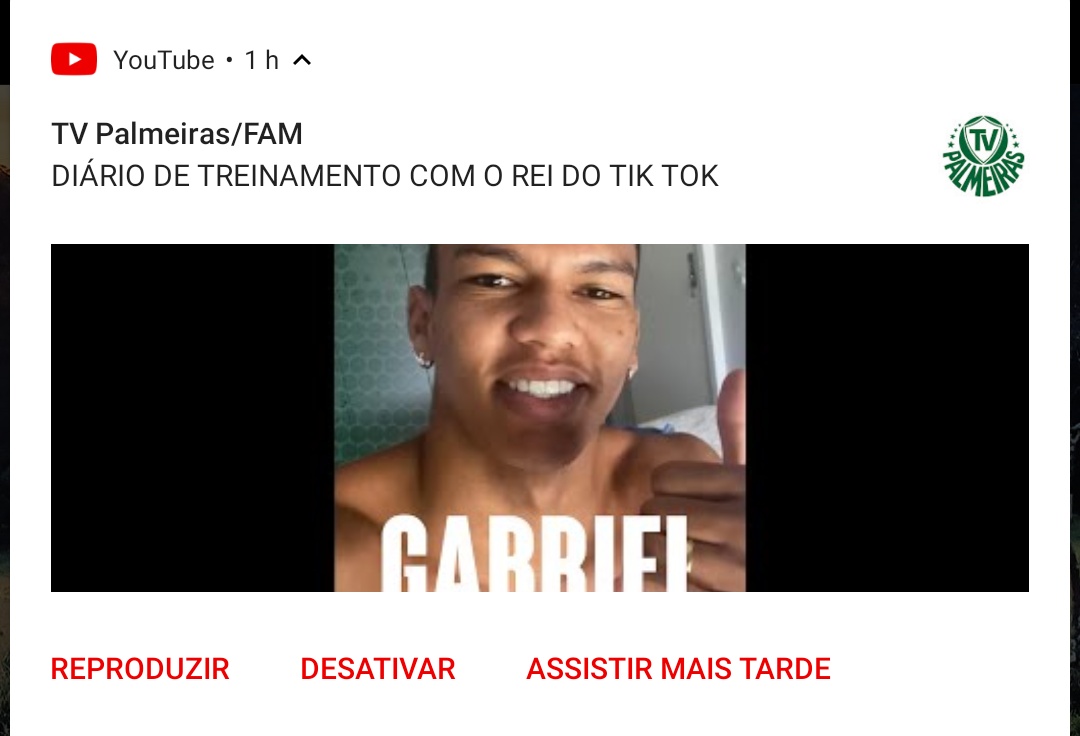 YouTube • 1 h
TV Palmeiras/FAM
DIÁRIO DE TREINAMENTO COM O REI DO TIK TOK
TV
PALMEIRAS
GABRIEL
REPRODUZIR DESATIVAR ASSISTIR MAIS TARDE